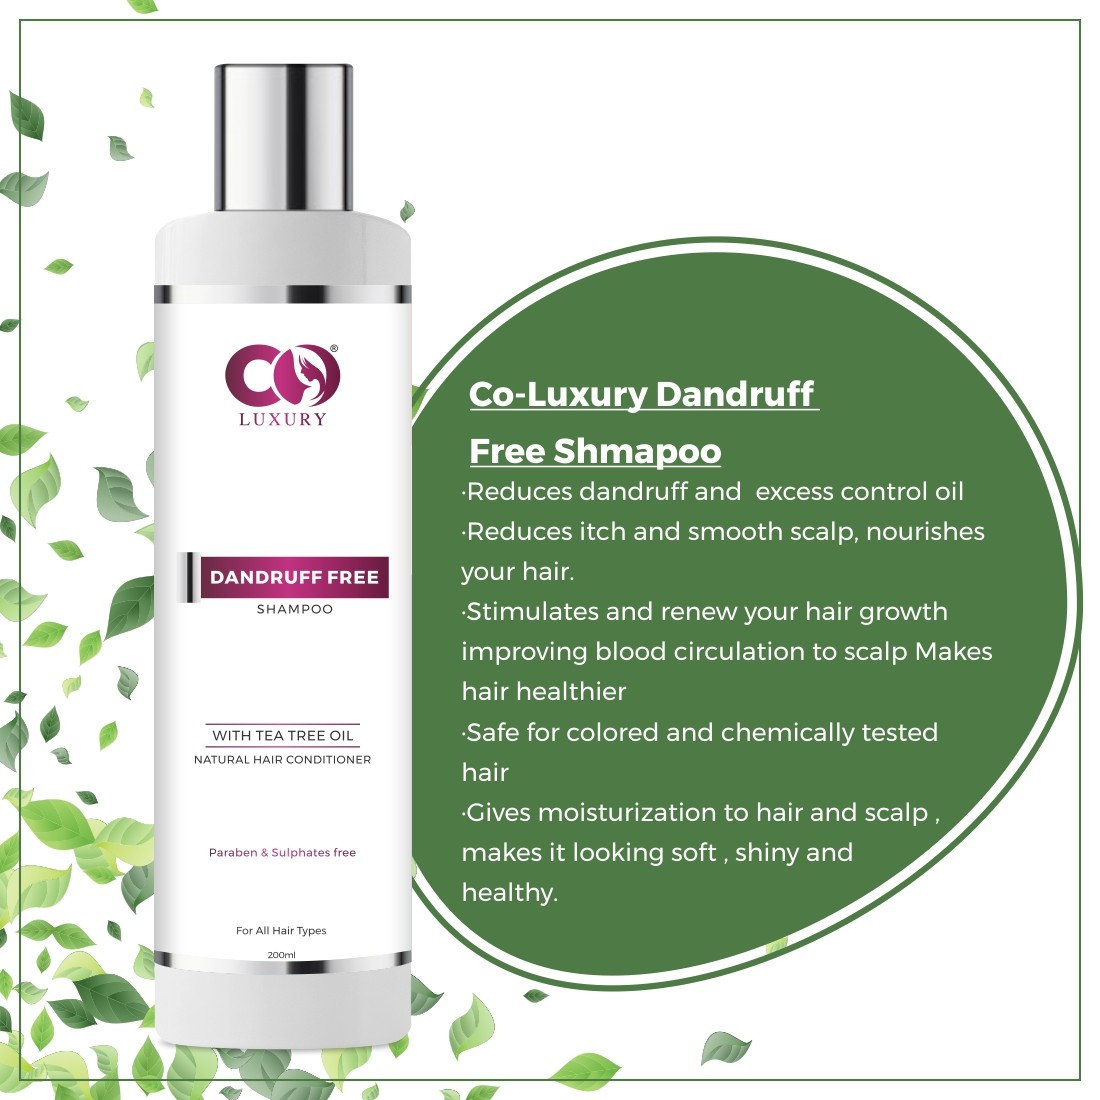 CO®
LUXURY
DANDRUFF FREE
SHAMPOO
WITH TEA TREE OIL
NATURAL HAIR CONDITIONER
Paraben & Sulphates free
For All Hair Types
200ml
Co-Luxury Dandruff
Free Shmapoo
·Reduces dandruff and  excess control oil
·Reduces itch and smooth scalp, nourishes
your hair.
·Stimulates and renew your hair growth
improving blood circulation to scalp Makes
hair healthier
·Safe for colored and chemically tested
hair
·Gives moisturization to hair and scalp ,
makes it looking soft , shiny and
healthy.